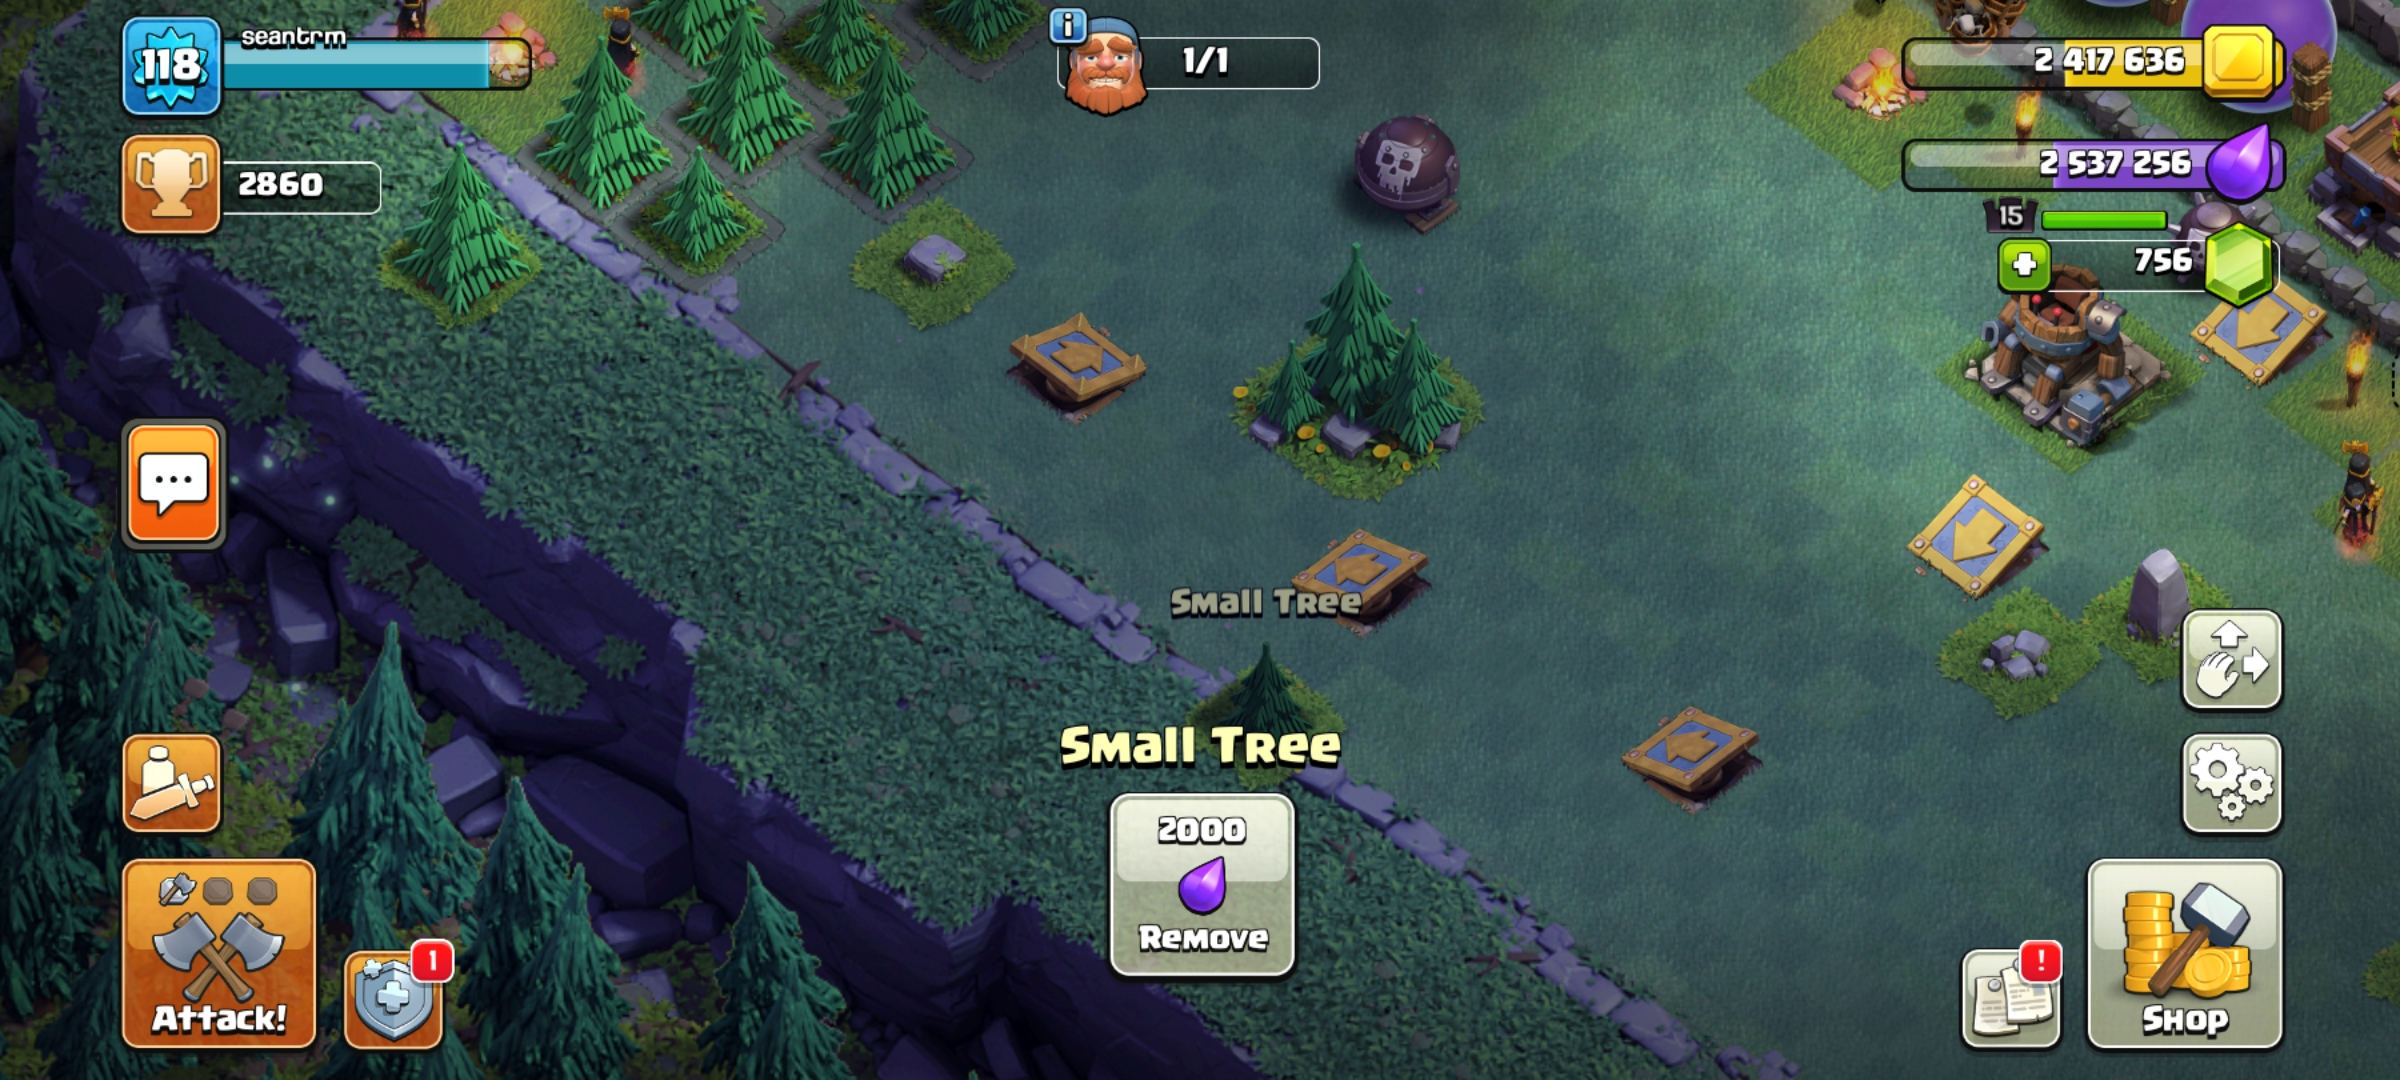 118
seantrm
i
1/1
2 417 636
2860
2 537 256
15
756
Small Tree
Small Tree
2000
Remove
Attack!
1
!
Shop